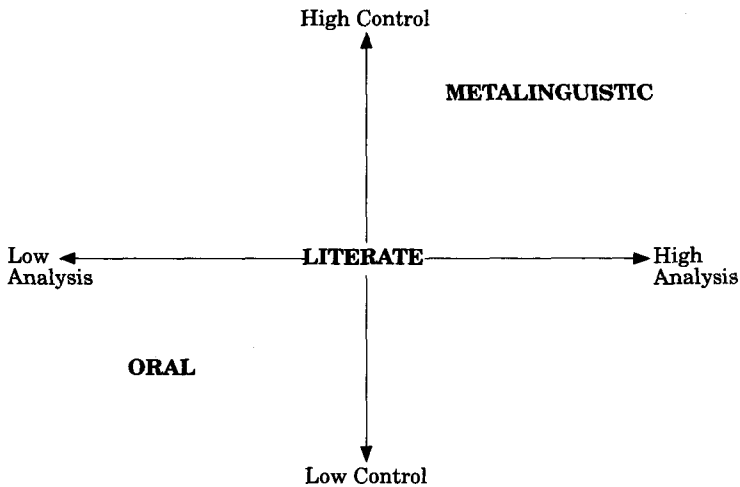 High Control
METALINGUISTIC
Low
Analysis
LITERATE
High
Analysis
ORAL
Low Control